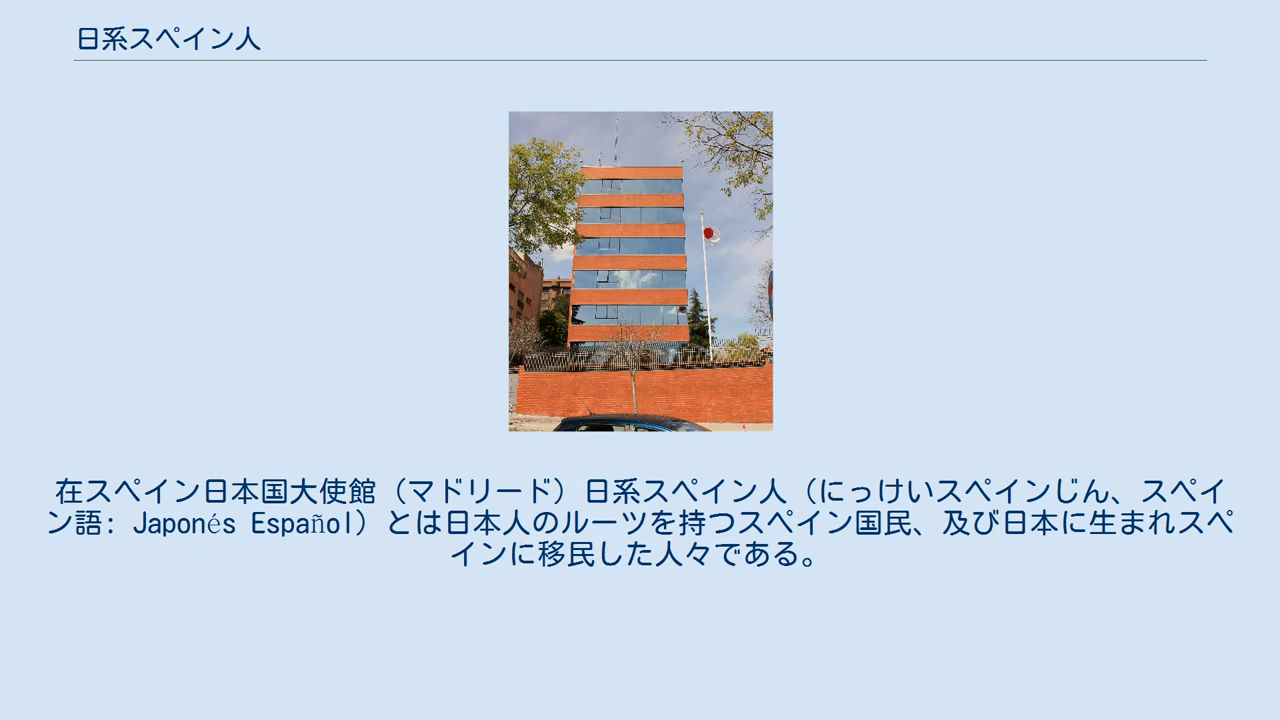 日系スペイン人
在スペイン日本国大使館（マドリード）日系スペイン人（にっけいスペインじん、スペイ
ン語: Japonés Español）とは日本人のルーツを持つスペイン国民、及び日本に生まれスペ
インに移民した人々である。